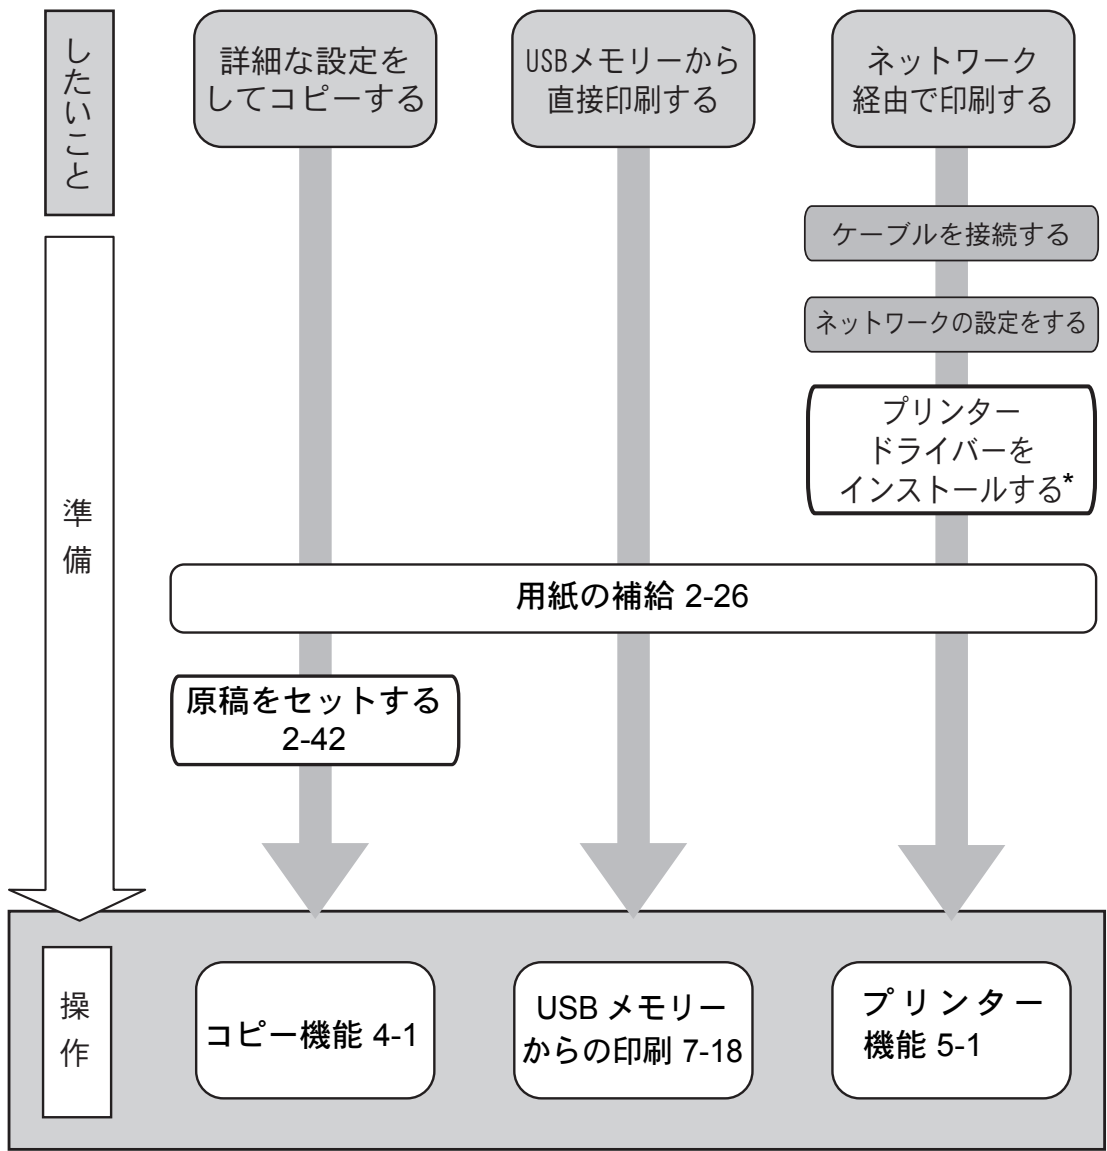 したいこと
詳細な設定を
してコピーする
USBメモリーから
直接印刷する
ネットワーク
経由で印刷する
ケーブルを接続する
ネットワークの設定をする
プリンター
ドライバーを
インストールする*
準備
用紙の補給 2-26
原稿をセットする
2-42
操作
コピー機能 4-1
USB メモリー
からの印刷 7-18
プリンター
機能 5-1